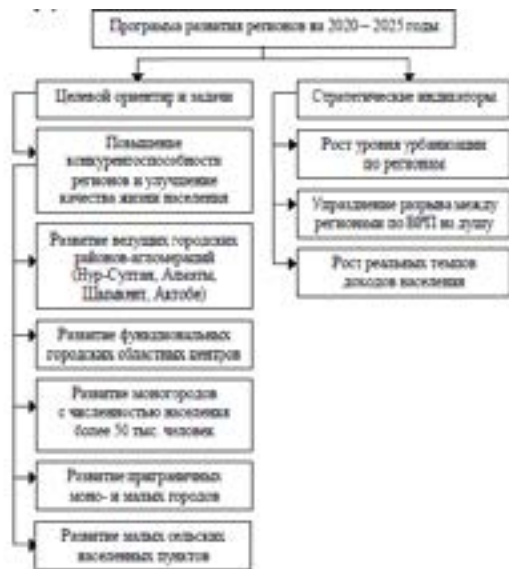 Программа развития регионов на 2020 – 2025 годы
Целевой ориентир и задачи
Повышение
конкурентоспособности
регионов и улучшение
качества жизни населения
Развитие ведущих городских
районов-агломераций
(Нур-Султан, Алматы,
Шымкент, Актобе)
Развитие функциональных
городских областных центров
Развитие моногородов
с численностью населения
более 50 тыс. человек
Развитие приграничных
моно- и малых городов
Развитие малых сельских
населенных пунктов
Стратегические индикаторы
Рост уровня урбанизации
по регионам
Упразднение разрыва между
регионами по ВРП на душу
Рост реальных темпов
доходов населения